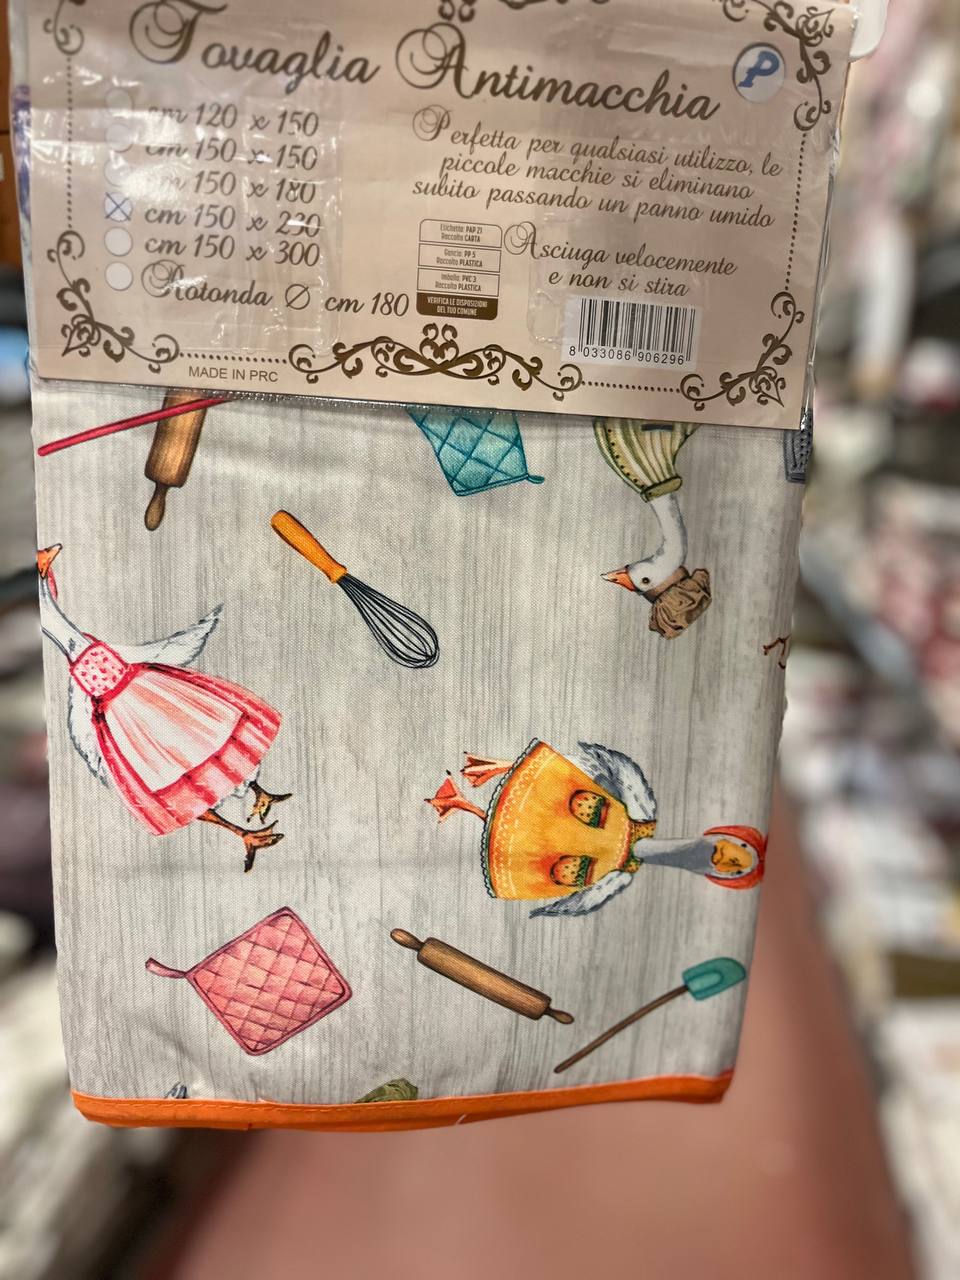 Tovaglia Antimacchia
P
cm 120 x 150
cm 150 x 150
cm 150 x 180
cm 150 x 230
cm 150 x 300
Rotonda Ø cm 180
Perfetta per qualsiasi utilizzo, le
piccole macchie si eliminano
subito passando un panno umido
Asciuga velocemente
e non si stira
Etichetta: PAP 21
Raccolta CARTA
Gancio: PP 5
Raccolta PLASTICA
Imballo: PVC 3
Raccolta PLASTICA
VERIFICA LE DISPOSIZIONI
DEL TUO COMUNE
8 033086 906296
MADE IN PRC